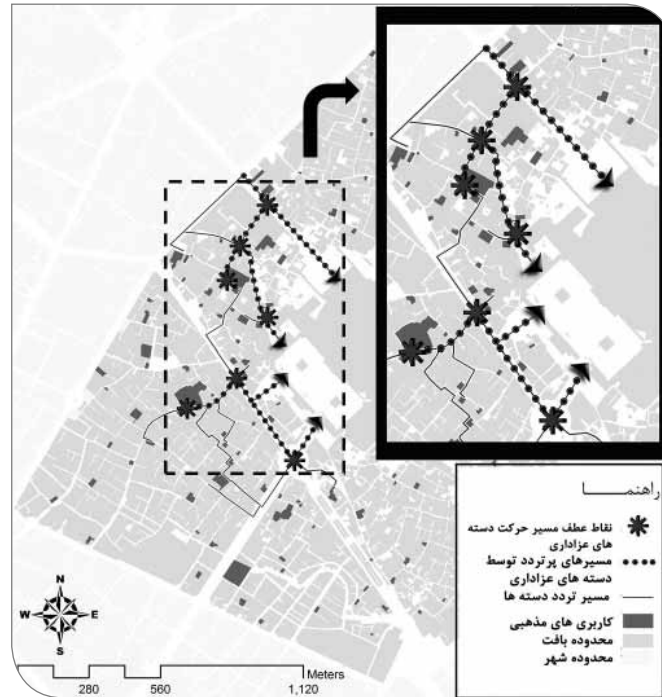 راهنمـــــا
نقاط عطف مسیر حرکت دسته
های عزاداری
مسیرهای پرتردد توسط
دسته های عزاداری
مسیر تردد دسته ها
کاربری های مذهبی
محدوده بافت
محدوده شهر
N
W E
S
Meters
280 560 1,120